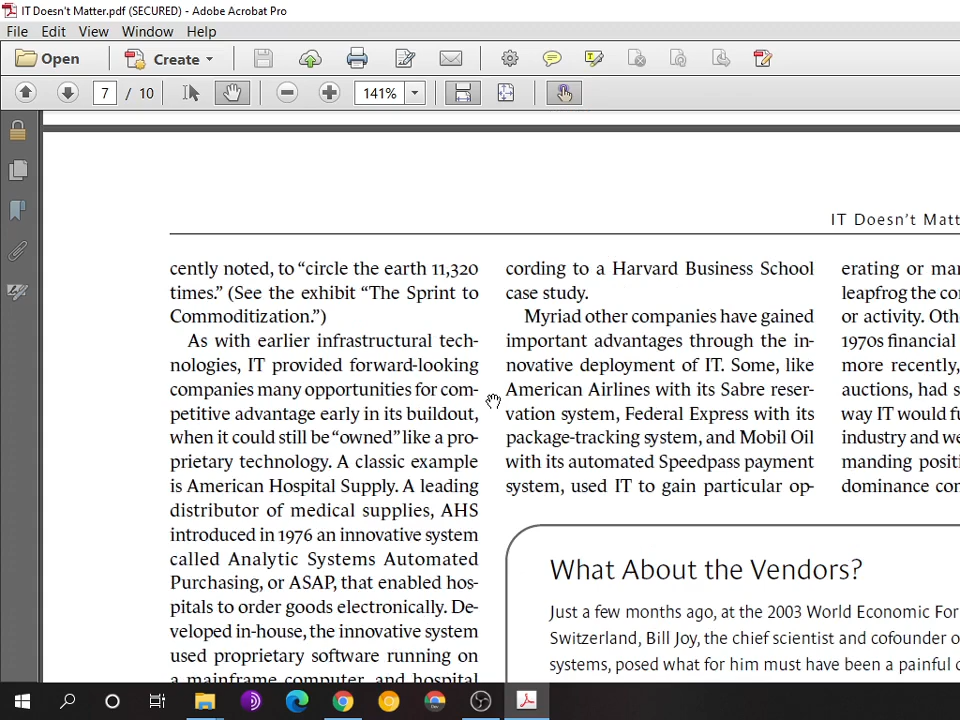 IT Doesn't Matter.pdf (SECURED) - Adobe Acrobat Pro
File Edit View Window Help
Open Create
7 / 10 141%
IT Doesn't Matt
cently noted, to “circle the earth 11,320
times.” (See the exhibit “The Sprint to
Commoditization.”)
As with earlier infrastructural tech-
nologies, IT provided forward-looking
companies many opportunities for com-
petitive advantage early in its buildout,
when it could still be “owned” like a pro-
prietary technology. A classic example
is American Hospital Supply. A leading
distributor of medical supplies, AHS
introduced in 1976 an innovative system
called Analytic Systems Automated
Purchasing, or ASAP, that enabled hos-
pitals to order goods electronically. De-
veloped in-house, the innovative system
used proprietary software running on
a mainframe computer, and hospital
cording to a Harvard Business School
case study.
Myriad other companies have gained
important advantages through the in-
novative deployment of IT. Some, like
American Airlines with its Sabre reser-
vation system, Federal Express with its
package-tracking system, and Mobil Oil
with its automated Speedpass payment
system, used IT to gain particular op-
erating or mar
leapfrog the co
or activity. Oth
1970s financial
more recently,
auctions, had s
way IT would fu
industry and we
manding positi
dominance con
What About the Vendors?
Just a few months ago, at the 2003 World Economic For
Switzerland, Bill Joy, the chief scientist and cofounder o
systems, posed what for him must have been a painful